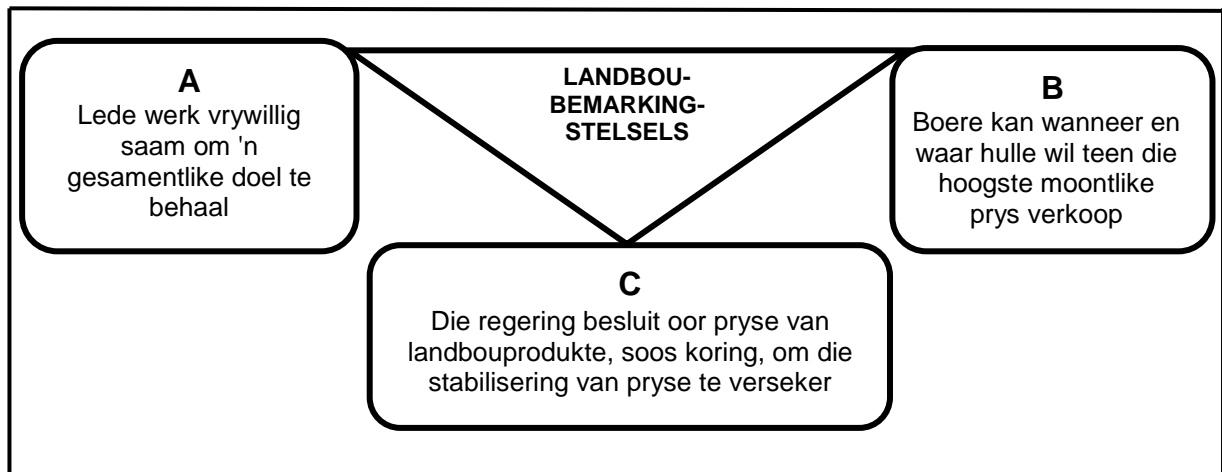 A
Lede werk vrywillig
saam om 'n
gesamentlike doel te
behaal
LANDBOU-
BEMARKING-
STELSELS
B
Boere kan wanneer en
waar hulle wil teen die
hoogste moontlike
prys verkoop
C
Die regering besluit oor pryse van
landbouprodukte, soos koring, om die
stabilisering van pryse te verseker